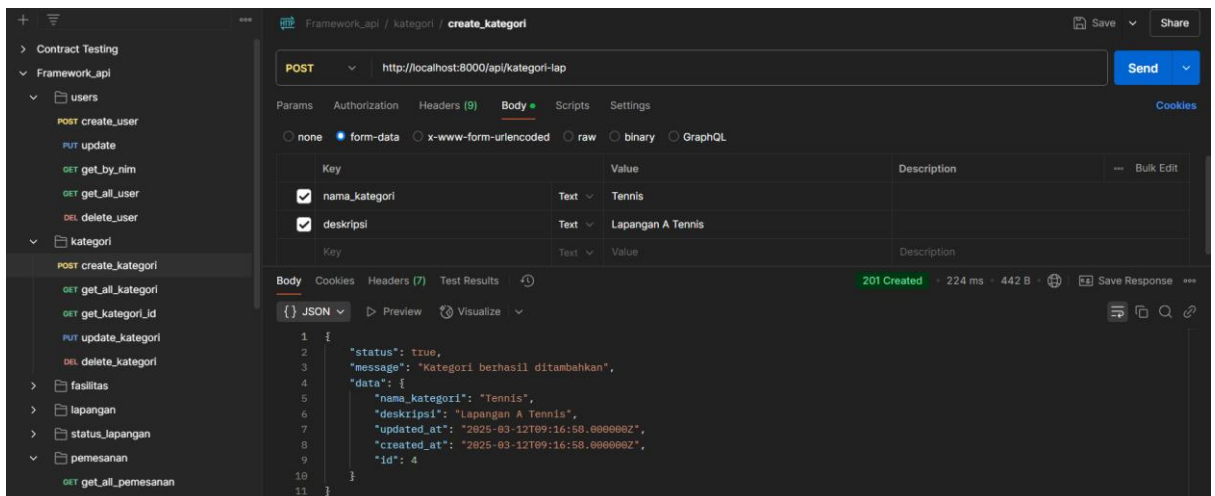 Contract Testing
Framework_api
users
POST create_user
PUT update
GET get_by_nim
GET get_all_user
DEL delete_user
kategori
POST create_kategori
GET get_all_kategori
GET get_kategori_id
PUT update_kategori
DEL delete_kategori
fasilitas
lapangan
status_lapangan
pemesanan
GET get_all_pemesanan
HTTP Framework_api / kategori / create_kategori
Save Share
POST http://localhost:8000/api/kategori-lap Send
Params Authorization Headers (9) Body Scripts Settings Cookies
none form-data x-www-form-urlencoded raw binary GraphQL
Key Value Description Bulk Edit
nama_kategori Text Tennis
deskripsi Text Lapangan A Tennis
Key Text Value Description
Body Cookies Headers (7) Test Results 201 Created 224 ms 442 B Save Response
{} JSON Preview Visualize
1 {
2 "status": true,
3 "message": "Kategori berhasil ditambahkan",
4 "data": {
5 "nama_kategori": "Tennis",
6 "deskripsi": "Lapangan A Tennis",
7 "updated_at": "2025-03-12T09:16:58.000000Z",
8 "created_at": "2025-03-12T09:16:58.000000Z",
9 "id": 4
10 }
11 }